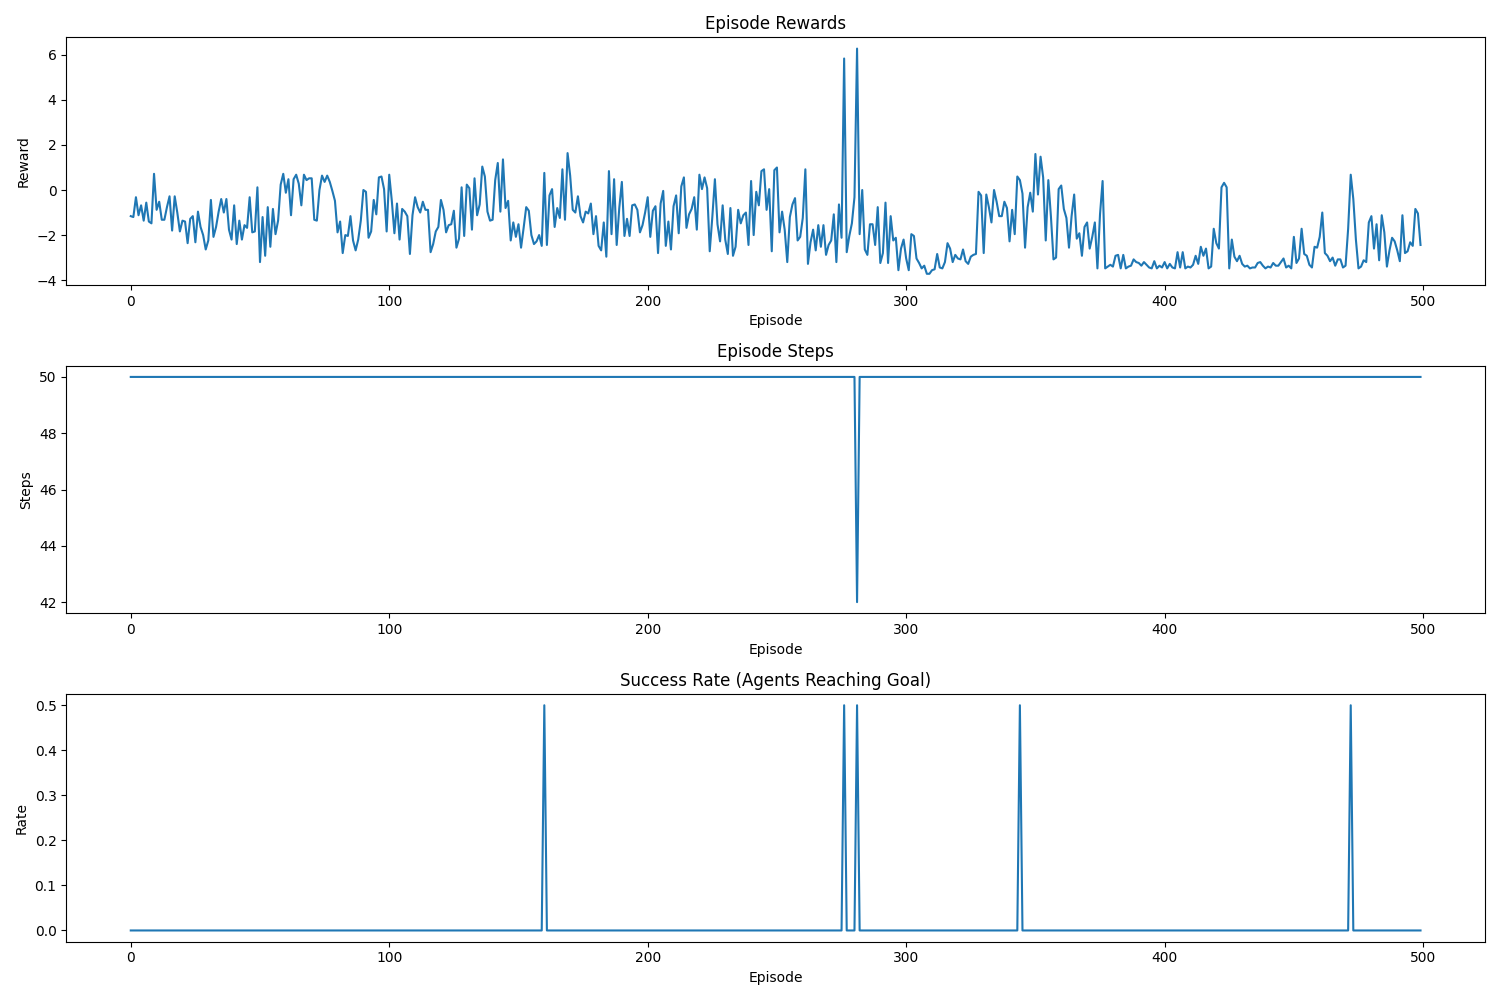 Episode Rewards
6
4
2
0
−2
−4
Reward
0 100 200 300 400 500
Episode
Episode Steps
50
48
46
44
42
Steps
0 100 200 300 400 500
Episode
Success Rate (Agents Reaching Goal)
0.5
0.4
0.3
0.2
0.1
0.0
Rate
0 100 200 300 400 500
Episode